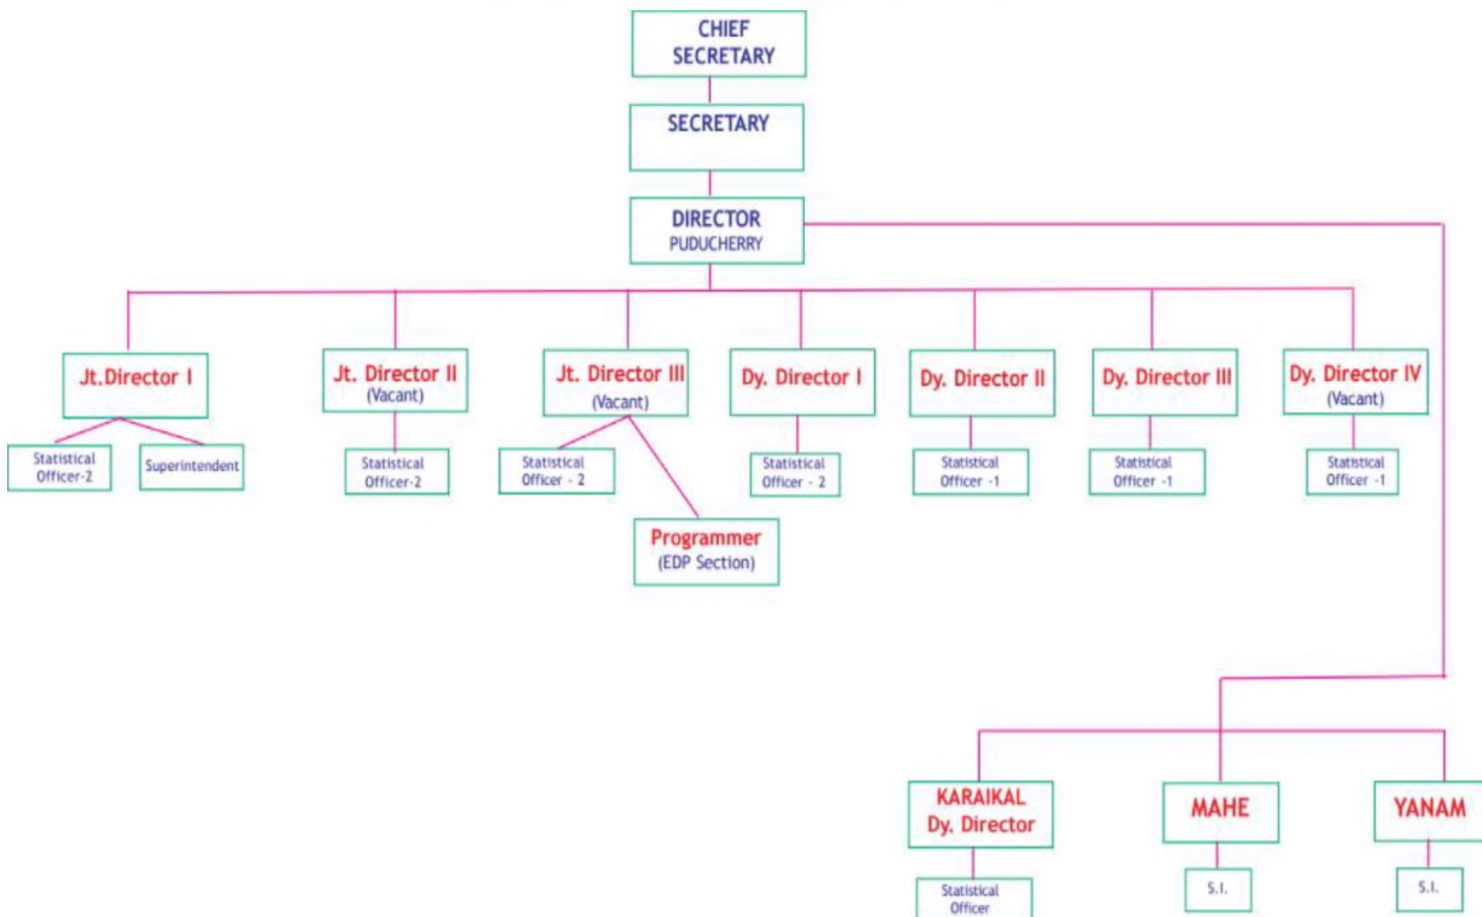 CHIEF
SECRETARY
SECRETARY
DIRECTOR
PUDUCHERRY
Jt.Director I
Jt. Director II
(Vacant)
Jt. Director III
(Vacant)
Dy. Director I
Dy. Director II
Dy. Director III
Dy. Director IV
(Vacant)
Statistical
Officer-2
Superintendent
Statistical
Officer-2
Statistical
Officer - 2
Statistical
Officer - 2
Statistical
Officer -1
Statistical
Officer -1
Statistical
Officer -1
Programmer
(EDP Section)
KARAIKAL
Dy. Director
MAHE
YANAM
Statistical
Officer
S.I.
S.I.